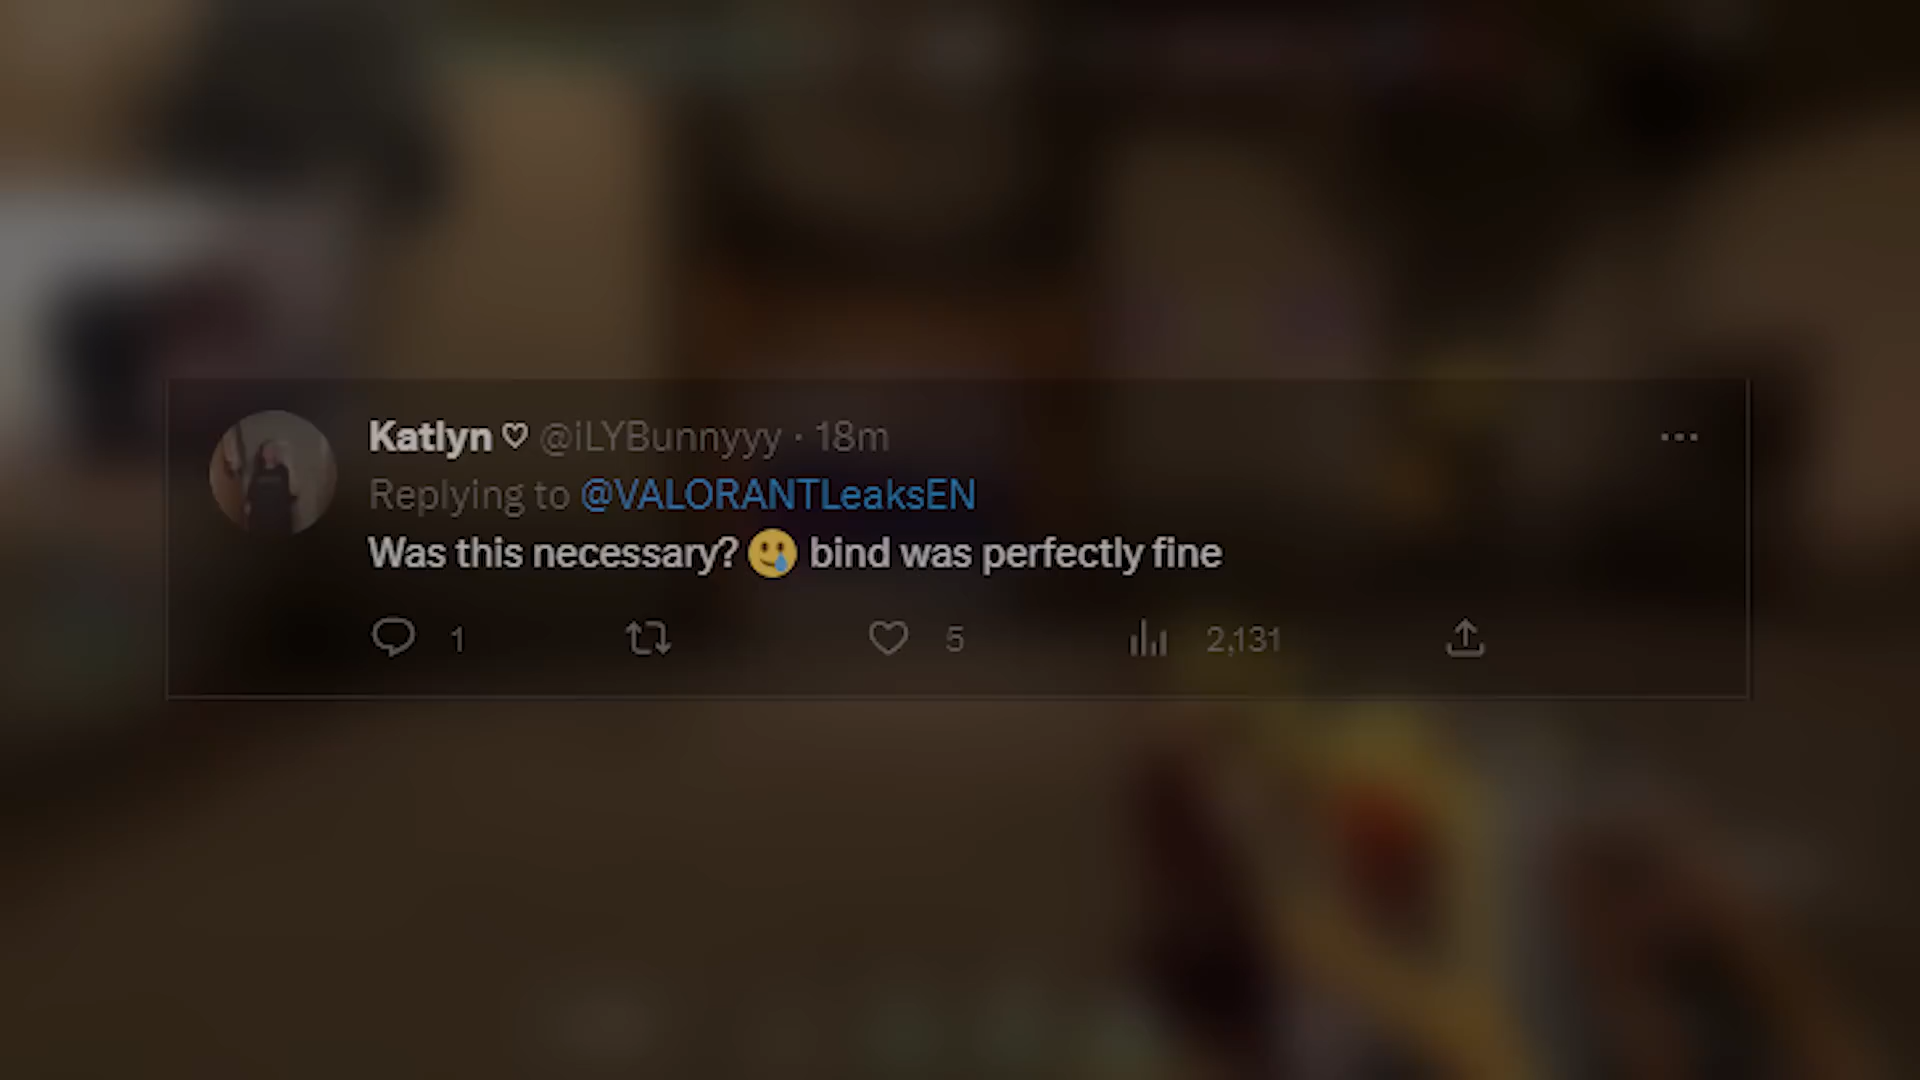 Katlyn ♡ @iLYBunnyyy · 18m
Replying to @VALORANTLeaksEN
Was this necessary? 🥲 bind was perfectly fine
1 5 2,131